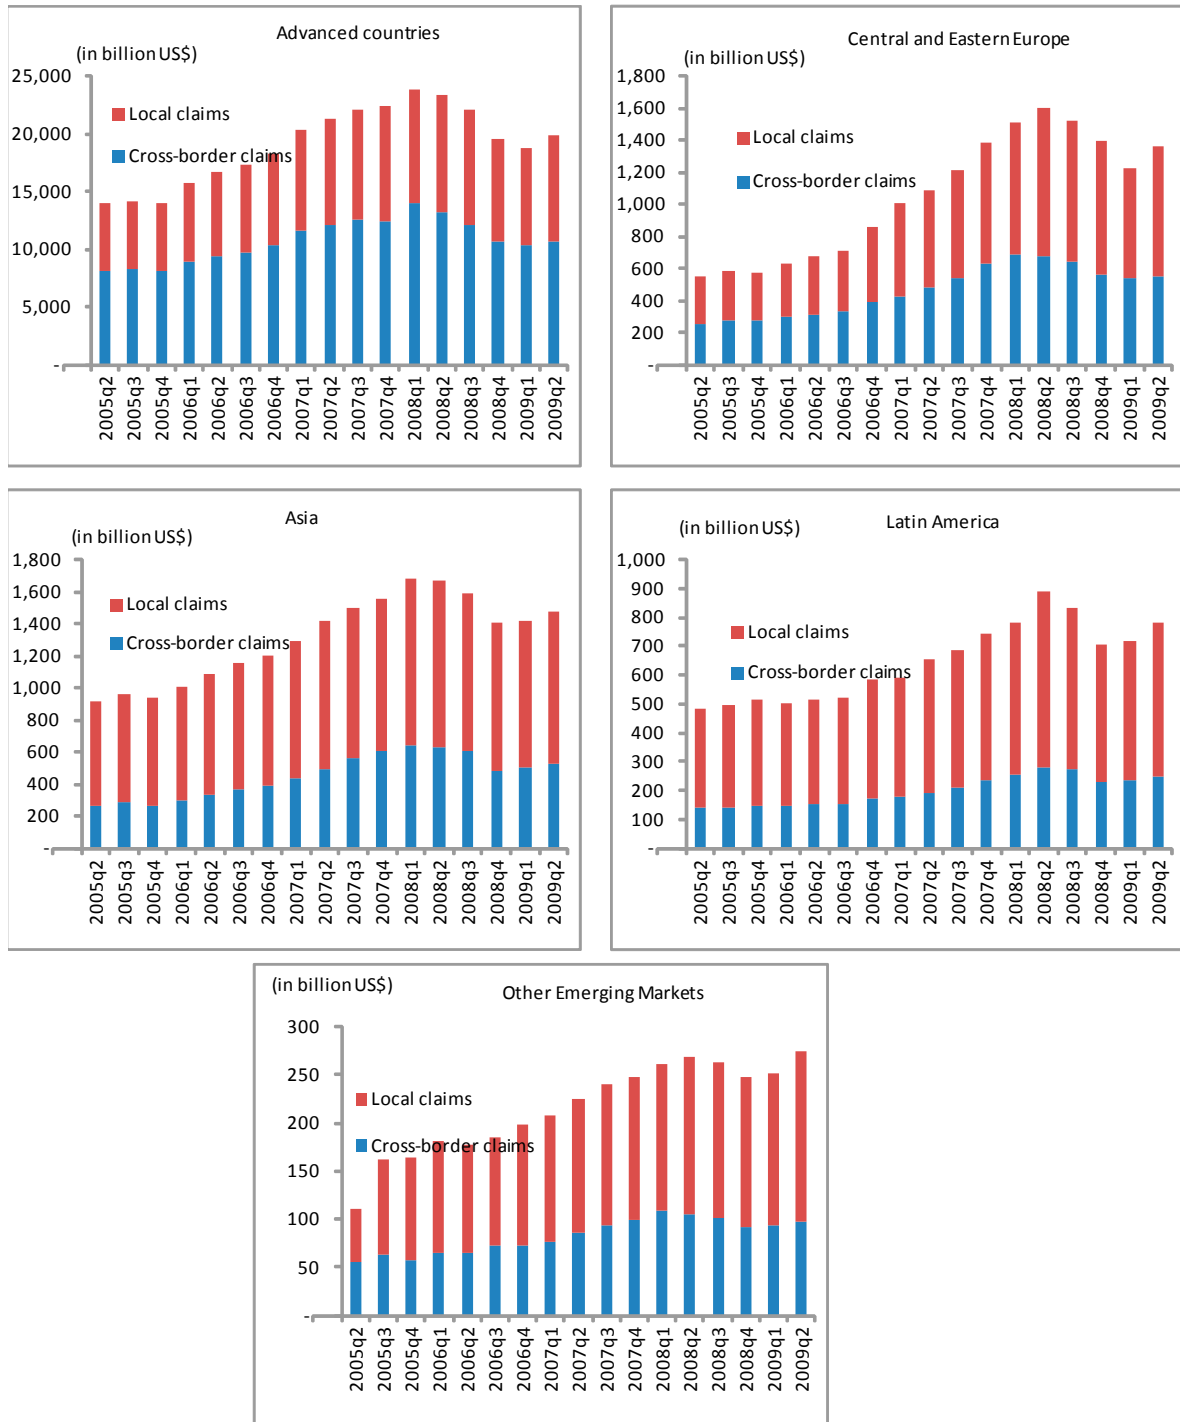 Advanced countries
(in billion US$)
25,000
20,000
15,000
10,000
5,000
-
Local claims
Cross-border claims
2005q2
2005q3
2005q4
2006q1
2006q2
2006q3
2006q4
2007q1
2007q2
2007q3
2007q4
2008q1
2008q2
2008q3
2008q4
2009q1
2009q2
Central and Eastern Europe
(in billion US$)
1,800
1,600
1,400
1,200
1,000
800
600
400
200
-
Local claims
Cross-border claims
2005q2
2005q3
2005q4
2006q1
2006q2
2006q3
2006q4
2007q1
2007q2
2007q3
2007q4
2008q1
2008q2
2008q3
2008q4
2009q1
2009q2
Asia
(in billion US$)
1,800
1,600
1,400
1,200
1,000
800
600
400
200
-
Local claims
Cross-border claims
2005q2
2005q3
2005q4
2006q1
2006q2
2006q3
2006q4
2007q1
2007q2
2007q3
2007q4
2008q1
2008q2
2008q3
2008q4
2009q1
2009q2
Latin America
(in billion US$)
1,000
900
800
700
600
500
400
300
200
100
-
Local claims
Cross-border claims
2005q2
2005q3
2005q4
2006q1
2006q2
2006q3
2006q4
2007q1
2007q2
2007q3
2007q4
2008q1
2008q2
2008q3
2008q4
2009q1
2009q2
(in billion US$)
Other Emerging Markets
300
250
200
150
100
50
-
Local claims
Cross-border claims
2005q2
2005q3
2005q4
2006q1
2006q2
2006q3
2006q4
2007q1
2007q2
2007q3
2007q4
2008q1
2008q2
2008q3
2008q4
2009q1
2009q2